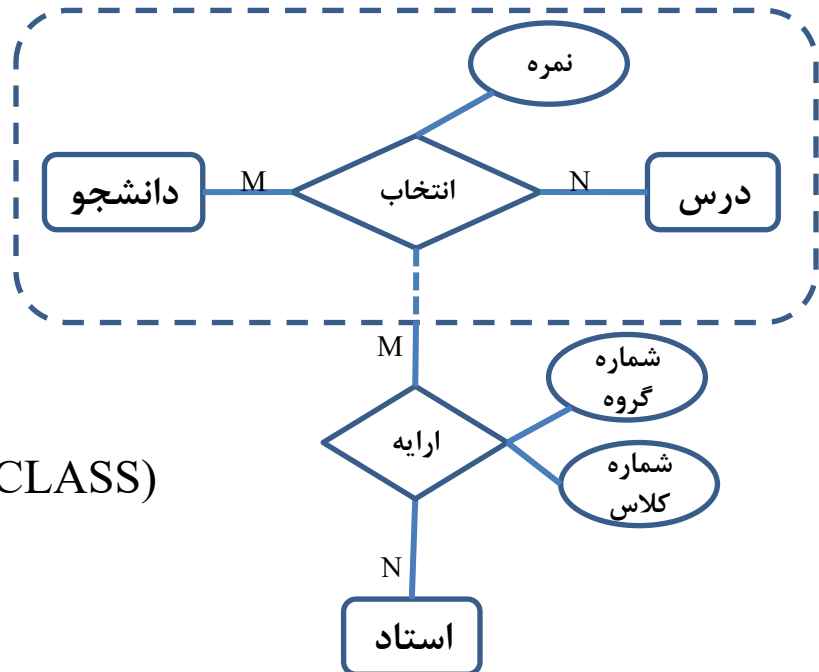 نمره
دانشجو
M
انتخاب
N
درس
M
شماره
گروه
ارایه
شماره
کلاس
CLASS)
N
استاد